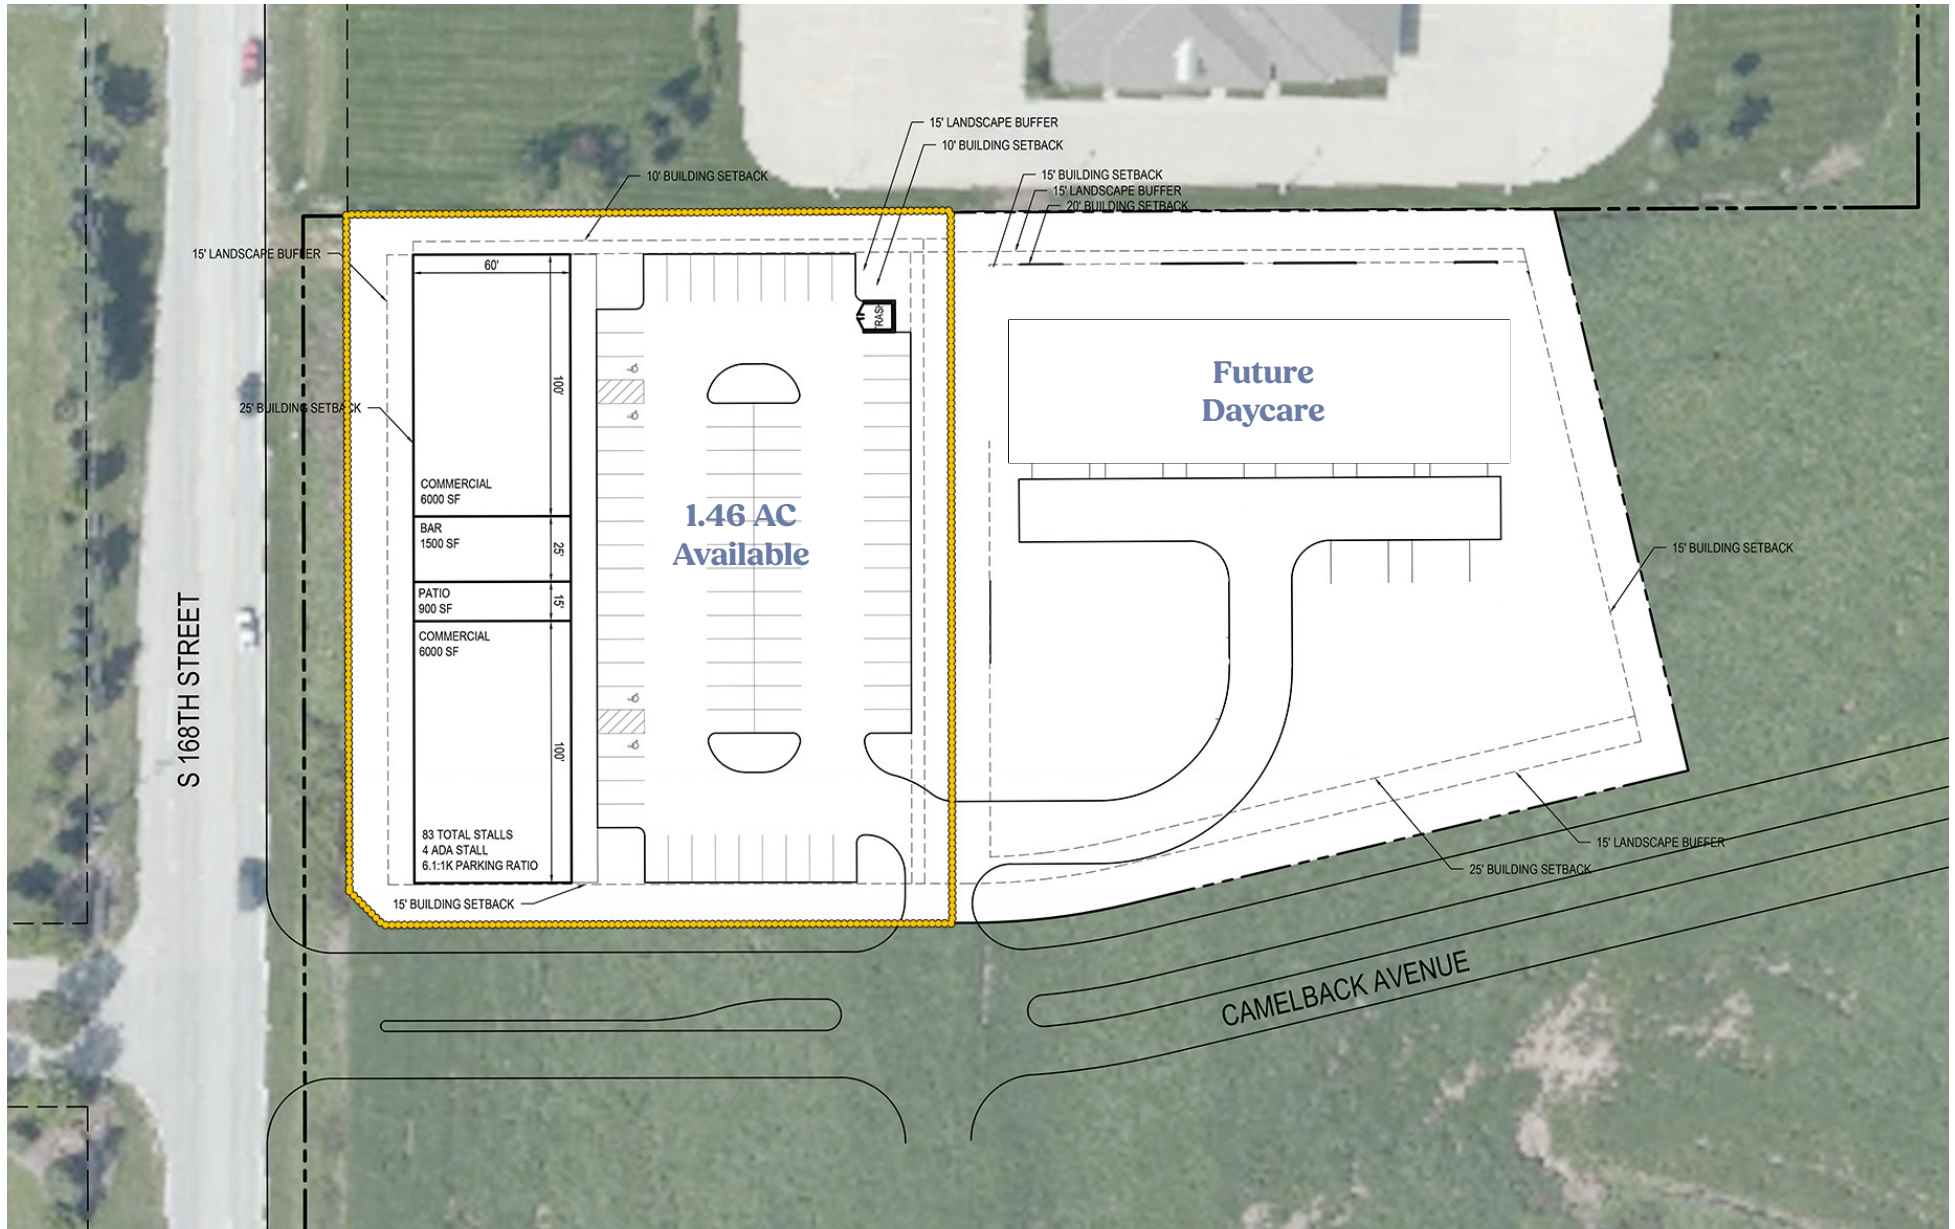 15' LANDSCAPE BUFFER
10' BUILDING SETBACK
10' BUILDING SETBACK
15' BUILDING SETBACK
15' LANDSCAPE BUFFER
20' BUILDING SETBACK
15' LANDSCAPE BUFFER
60'
TRASH
100'
Future
Daycare
25' BUILDING SETBACK
COMMERCIAL
6000 SF
1.46 AC
Available
BAR
1500 SF
25'
15' BUILDING SETBACK
PATIO
900 SF
15'
COMMERCIAL
6000 SF
S 168TH STREET
100'
83 TOTAL STALLS
4 ADA STALL
6.1:1K PARKING RATIO
15' LANDSCAPE BUFFER
25' BUILDING SETBACK
15' BUILDING SETBACK
CAMELBACK AVENUE